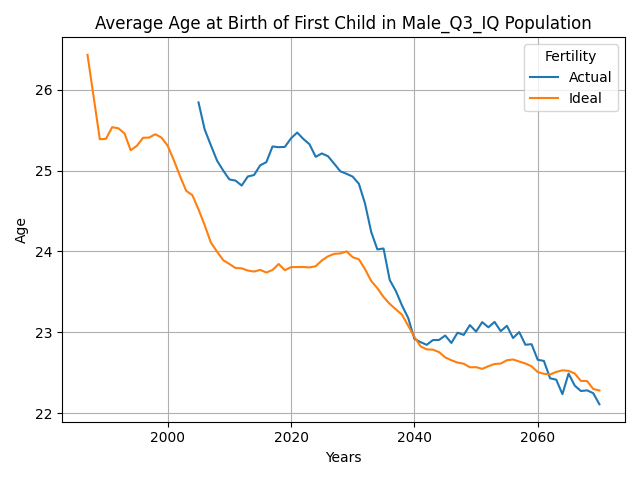 Average Age at Birth of First Child in Male_Q3_IQ Population
Fertility
Actual
Ideal
Age
26
25
24
23
22
2000
2020
2040
2060
Years